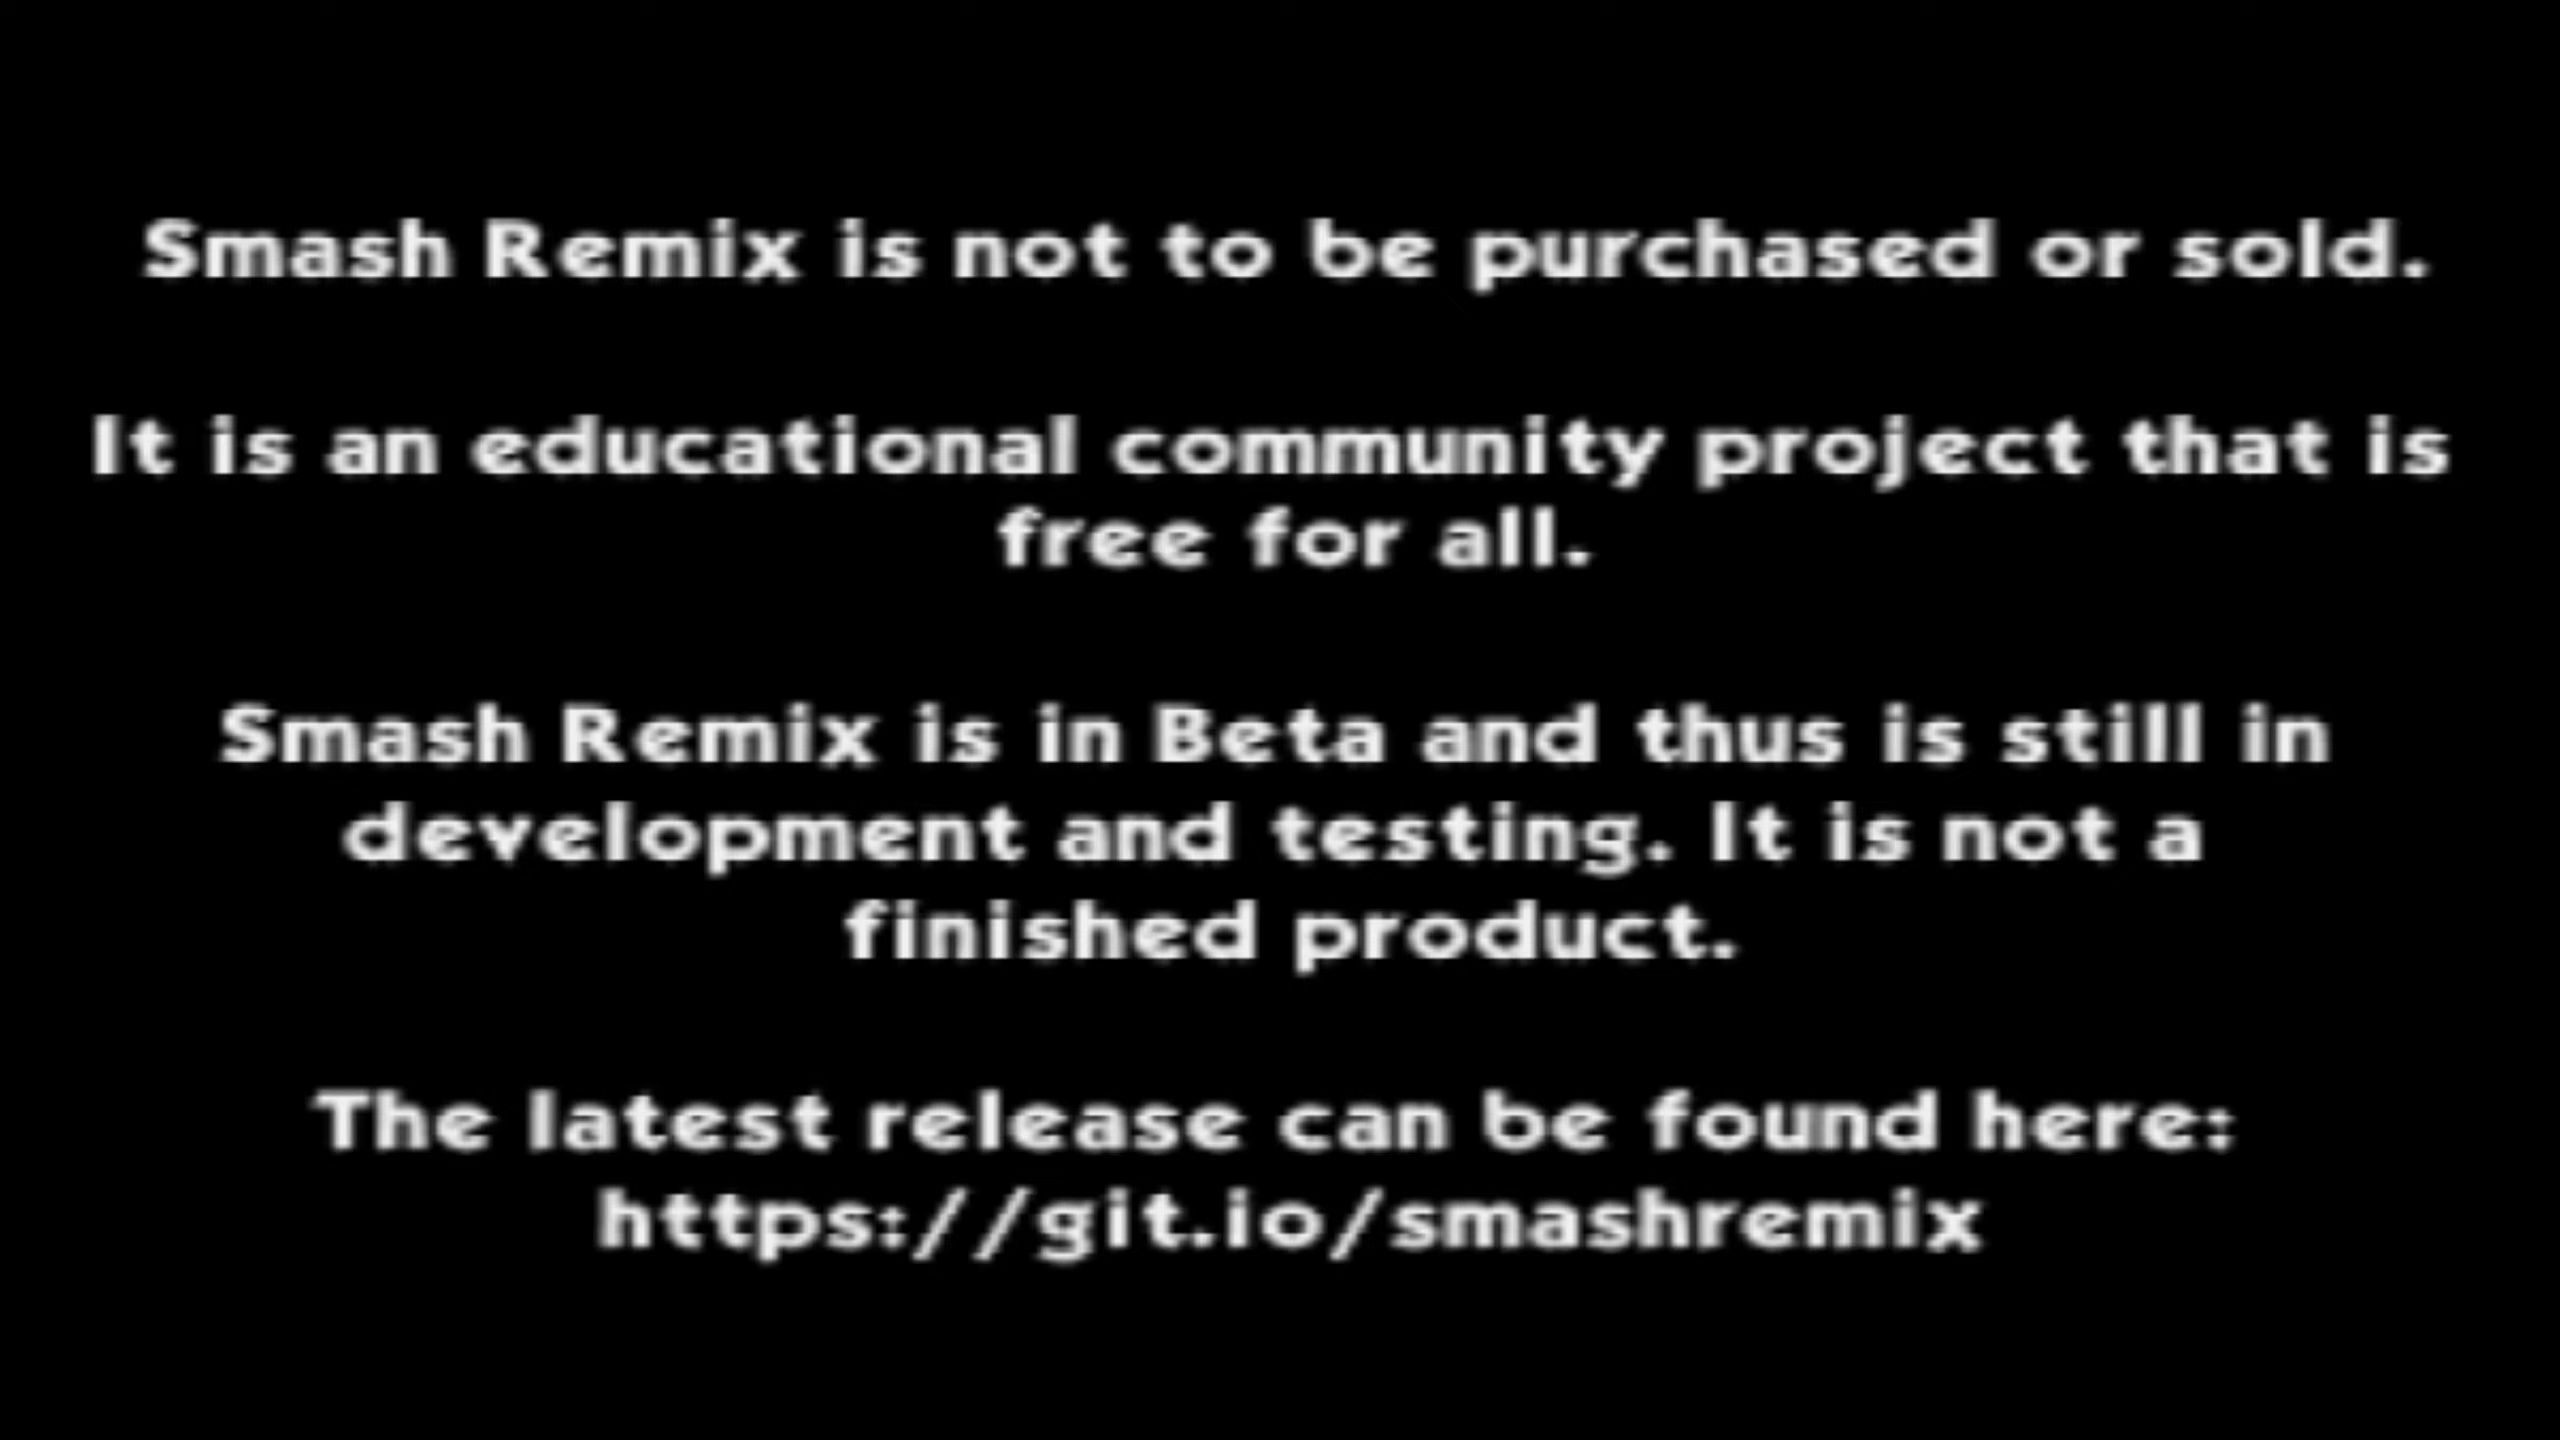 Smash Remix is not to be purchased or sold.
It is an educational community project that is
free for all.
Smash Remix is in Beta and thus is still in
development and testing. It is not a
finished product.
The latest release can be found here:
https://git.io/smashremix